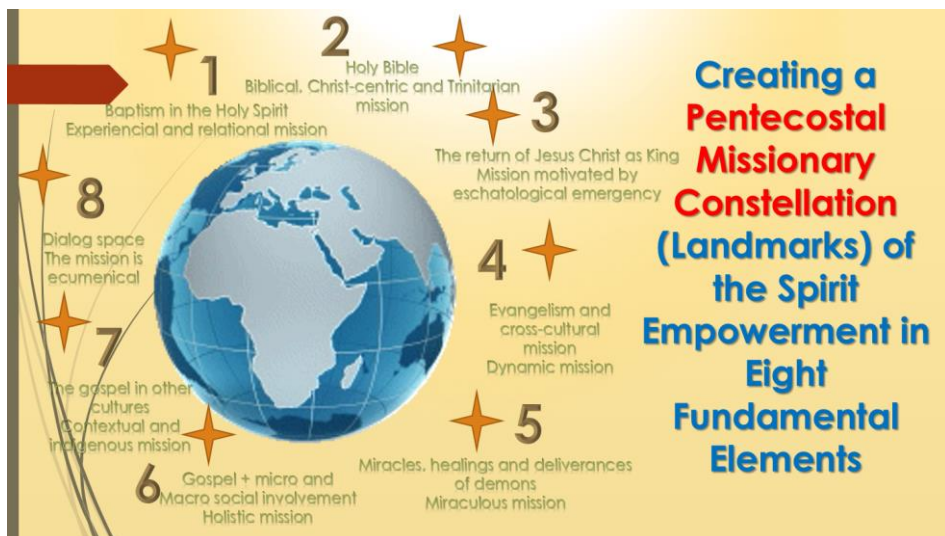 1
Baptism in the Holy Spirit
Experiencial and relational mission
2
Holy Bible
Biblical. Christ-centric and Trinitarian
mission
3
The return of Jesus Christ as King
Mission motivated by
eschatological emergency
4
Evangelism and
cross-cultural
mission
Dynamic mission
5
Miracles. healings and deliverances
of demons
Miraculous mission
6
Gospel + micro and
Macro social involvement
Holistic mission
7
The gospel in other
cultures
Contextual and
indigenous mission
8
Dialog space
The mission is
ecumenical
Creating a
Pentecostal
Missionary
Constellation
(Landmarks) of
the Spirit
Empowerment in
Eight
Fundamental
Elements